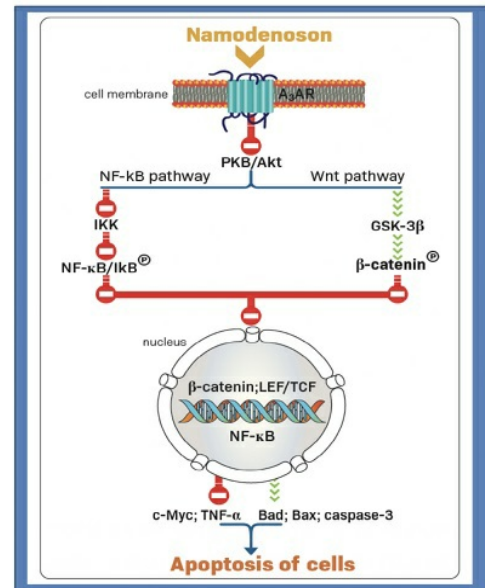 Namodenoson
cell membrane
A₃AR
PKB/Akt
NF-kB pathway
Wnt pathway
IKK
GSK-3β
NF-κB/IkB℗
β-catenin℗
nucleus
β-catenin;LEF/TCF
NF-κB
c-Myc; TNF-α
Bad; Bax; caspase-3
Apoptosis of cells